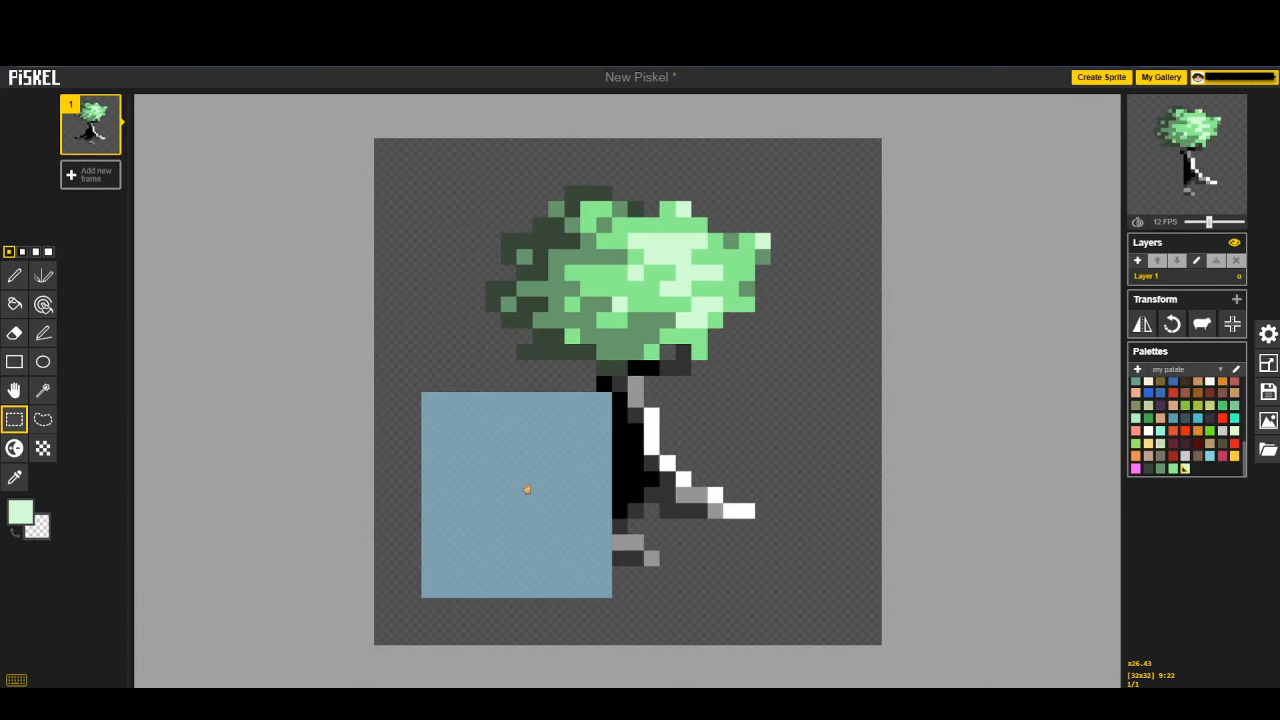 PiSKEL
New Piskel *
Create Sprite
My Gallery
1
Add new
frame
12 FPS
Layers
Layer 1
α
Transform
Palettes
my palate
x26.43
[32x32] 9:22
1/1